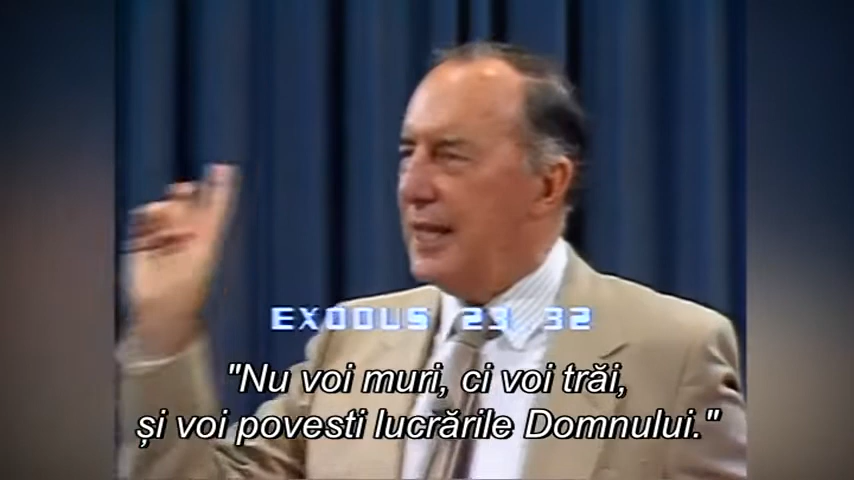 EXODUS 23, 32
"Nu voi muri, ci voi trăi,
și voi povesti lucrările Domnului."